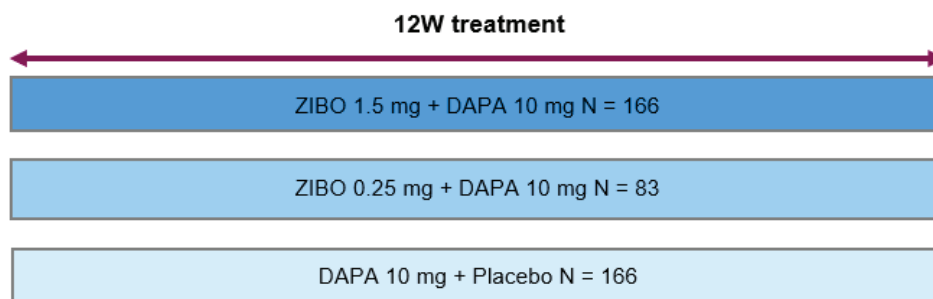 12W treatment
ZIBO 1.5 mg + DAPA 10 mg N = 166
ZIBO 0.25 mg + DAPA 10 mg N = 83
DAPA 10 mg + Placebo N = 166